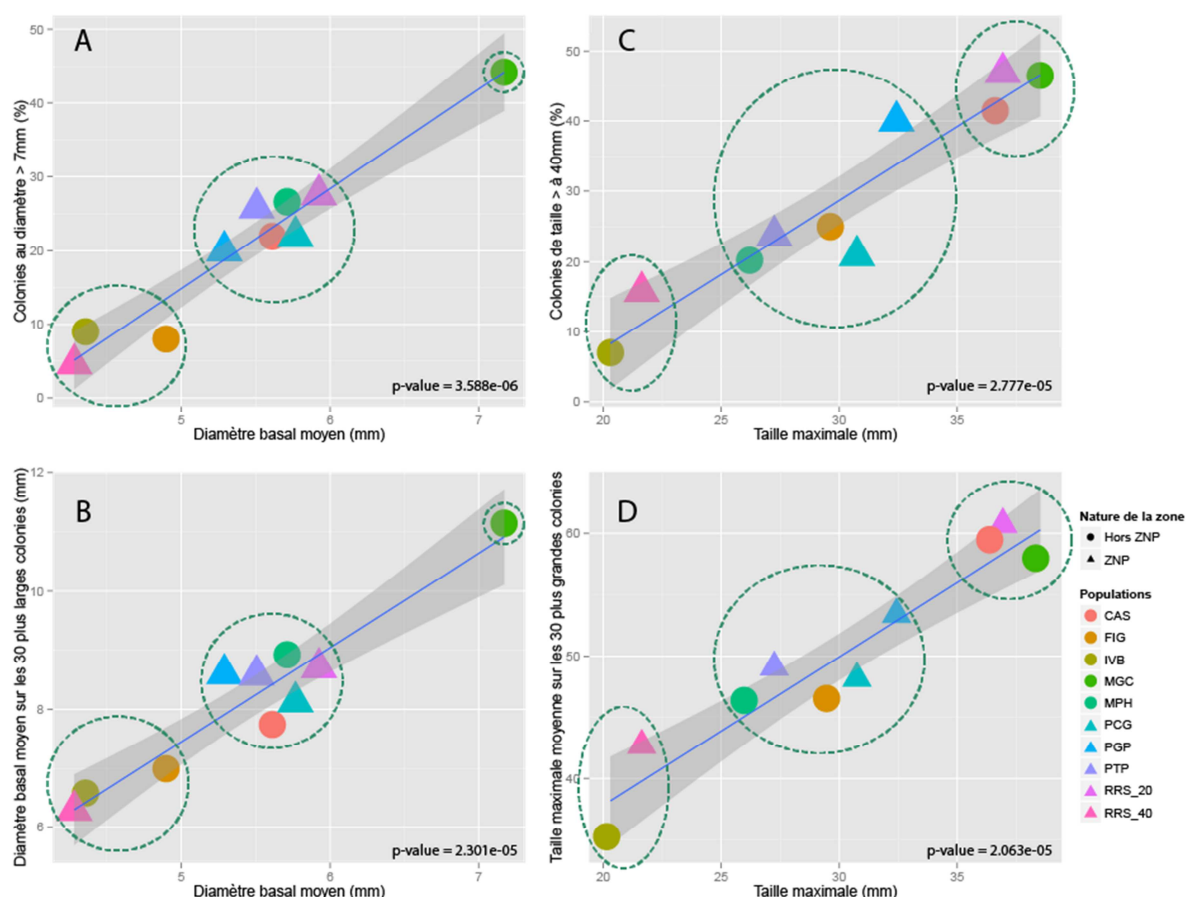 A
Colonies au diamètre > 7mm (%)
50
40
30
20
10
0
5
6
7
p-value = 3.588e-06
Diamètre basal moyen (mm)
C
Colonies de taille > à 40mm (%)
50
40
30
20
10
0
20
25
30
35
p-value = 2.777e-05
Taille maximale (mm)
B
Diamètre basal moyen sur les 30 plus larges colonies (mm)
12
10
8
6
5
6
7
p-value = 2.301e-05
Diamètre basal moyen (mm)
D
Taille maximale moyenne sur les 30 plus grandes colonies
60
50
40
20
25
30
35
p-value = 2.063e-05
Taille maximale (mm)
Nature de la zone
Hors ZNP
ZNP
Populations
CAS
FIG
IVB
MGC
MPH
PCG
PGP
PTP
RRS_20
RRS_40